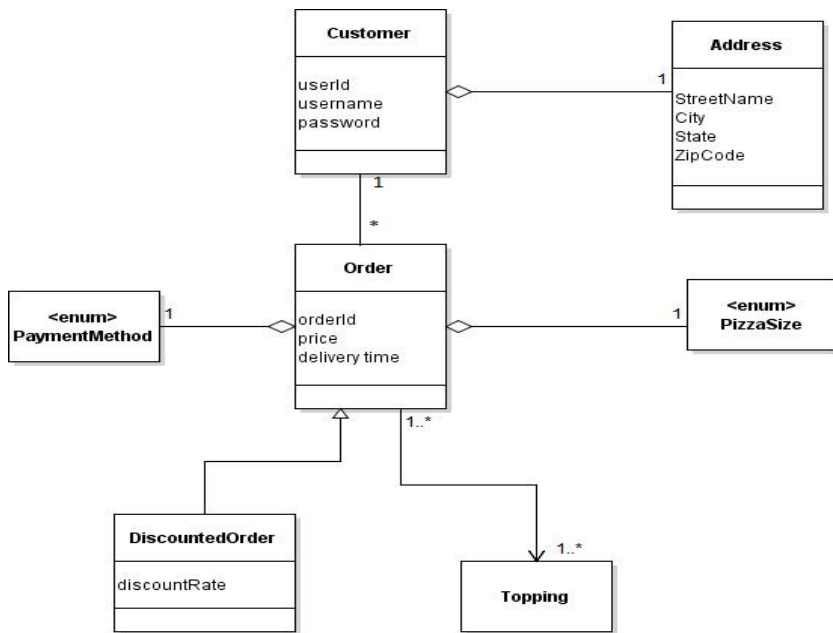 Customer
userId
username
password
Address
StreetName
City
State
ZipCode
1
1
*
Order
orderId
price
delivery time
<enum>
PaymentMethod
1
<enum>
PizzaSize
1
1..*
DiscountedOrder
discountRate
1..*
Topping